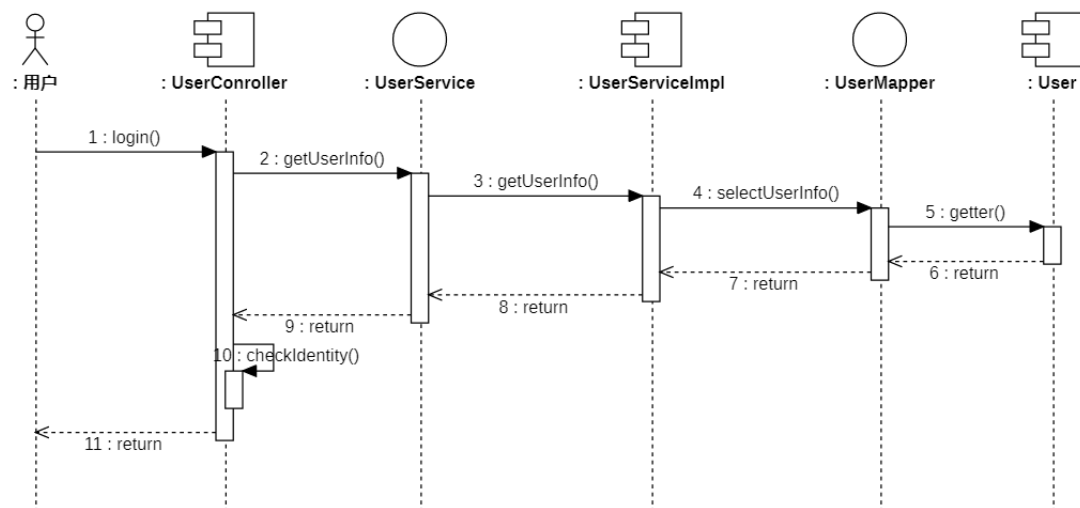 : 用户
: UserConroller
: UserService
: UserServiceImpl
: UserMapper
: User
1 : login()
2 : getUserInfo()
3 : getUserInfo()
4 : selectUserInfo()
5 : getter()
6 : return
7 : return
8 : return
9 : return
10 : checkIdentity()
11 : return